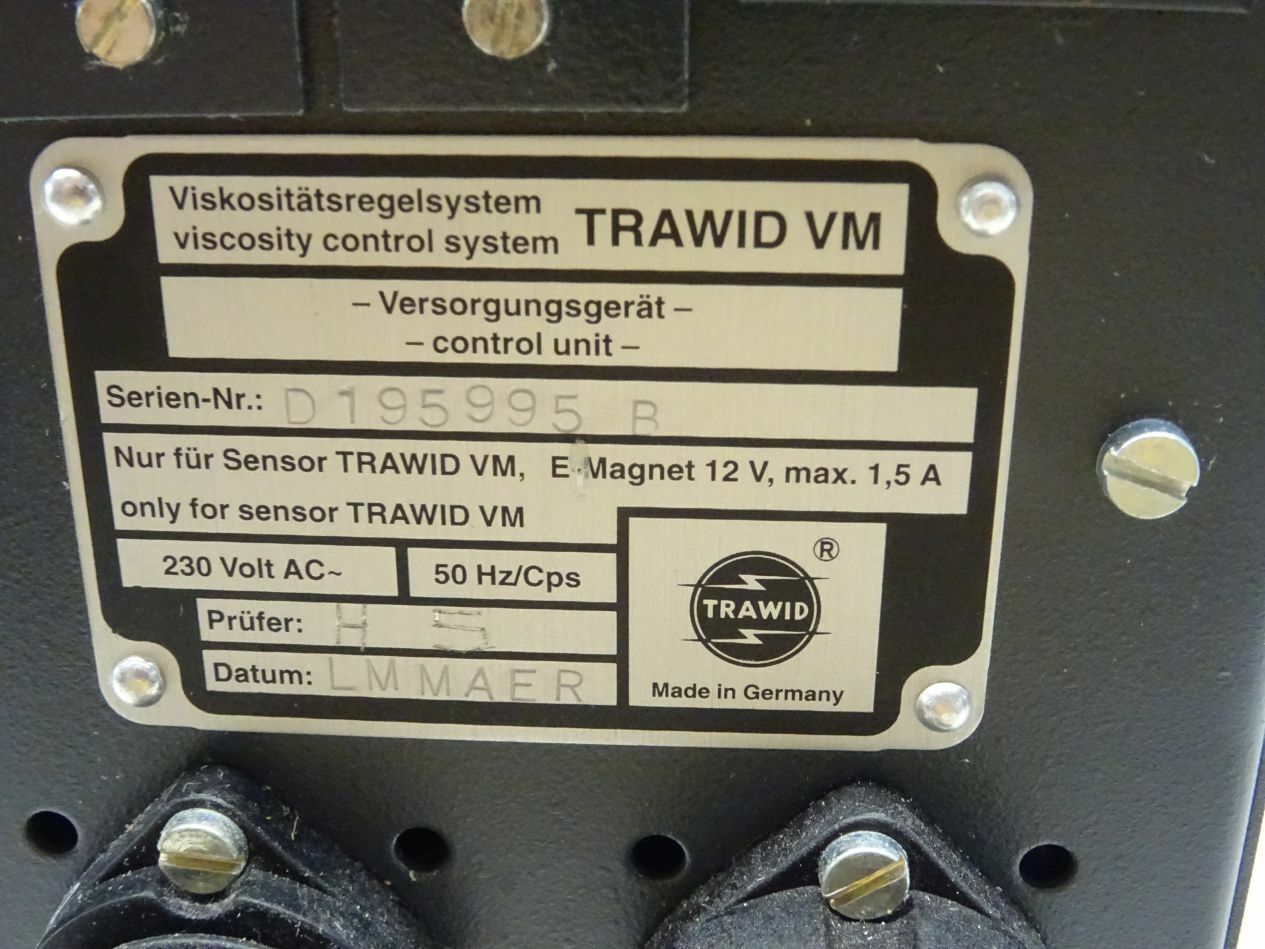 Viskositätsregelsystem
viscosity control system
TRAWID VM
– Versorgungsgerät –
– control unit –
Serien-Nr.: D195995 B
Nur für Sensor TRAWID VM, E-Magnet 12 V, max. 1,5 A
only for sensor TRAWID VM
230 Volt AC~ 50 Hz/Cps
Prüfer: H S
Datum: LMMAER
®
TRAWID
Made in Germany